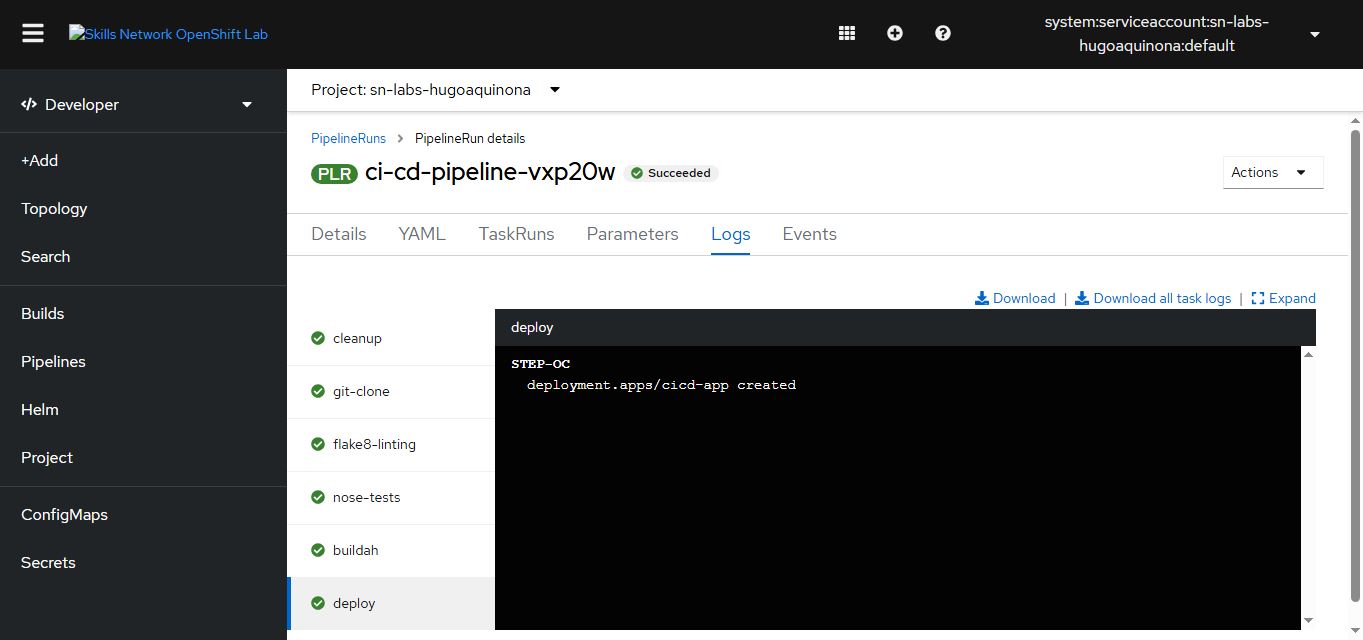 Skills Network OpenShift Lab
system:serviceaccount:sn-labs-
hugoaquinona:default
Developer
+Add
Topology
Search
Builds
Pipelines
Helm
Project
ConfigMaps
Secrets
Project: sn-labs-hugoaquinona
PipelineRuns > PipelineRun details
PLR ci-cd-pipeline-vxp20w Succeeded
Actions
Details YAML TaskRuns Parameters Logs Events
Download | Download all task logs | Expand
cleanup
git-clone
flake8-linting
nose-tests
buildah
deploy
deploy
STEP-OC
deployment.apps/cicd-app created